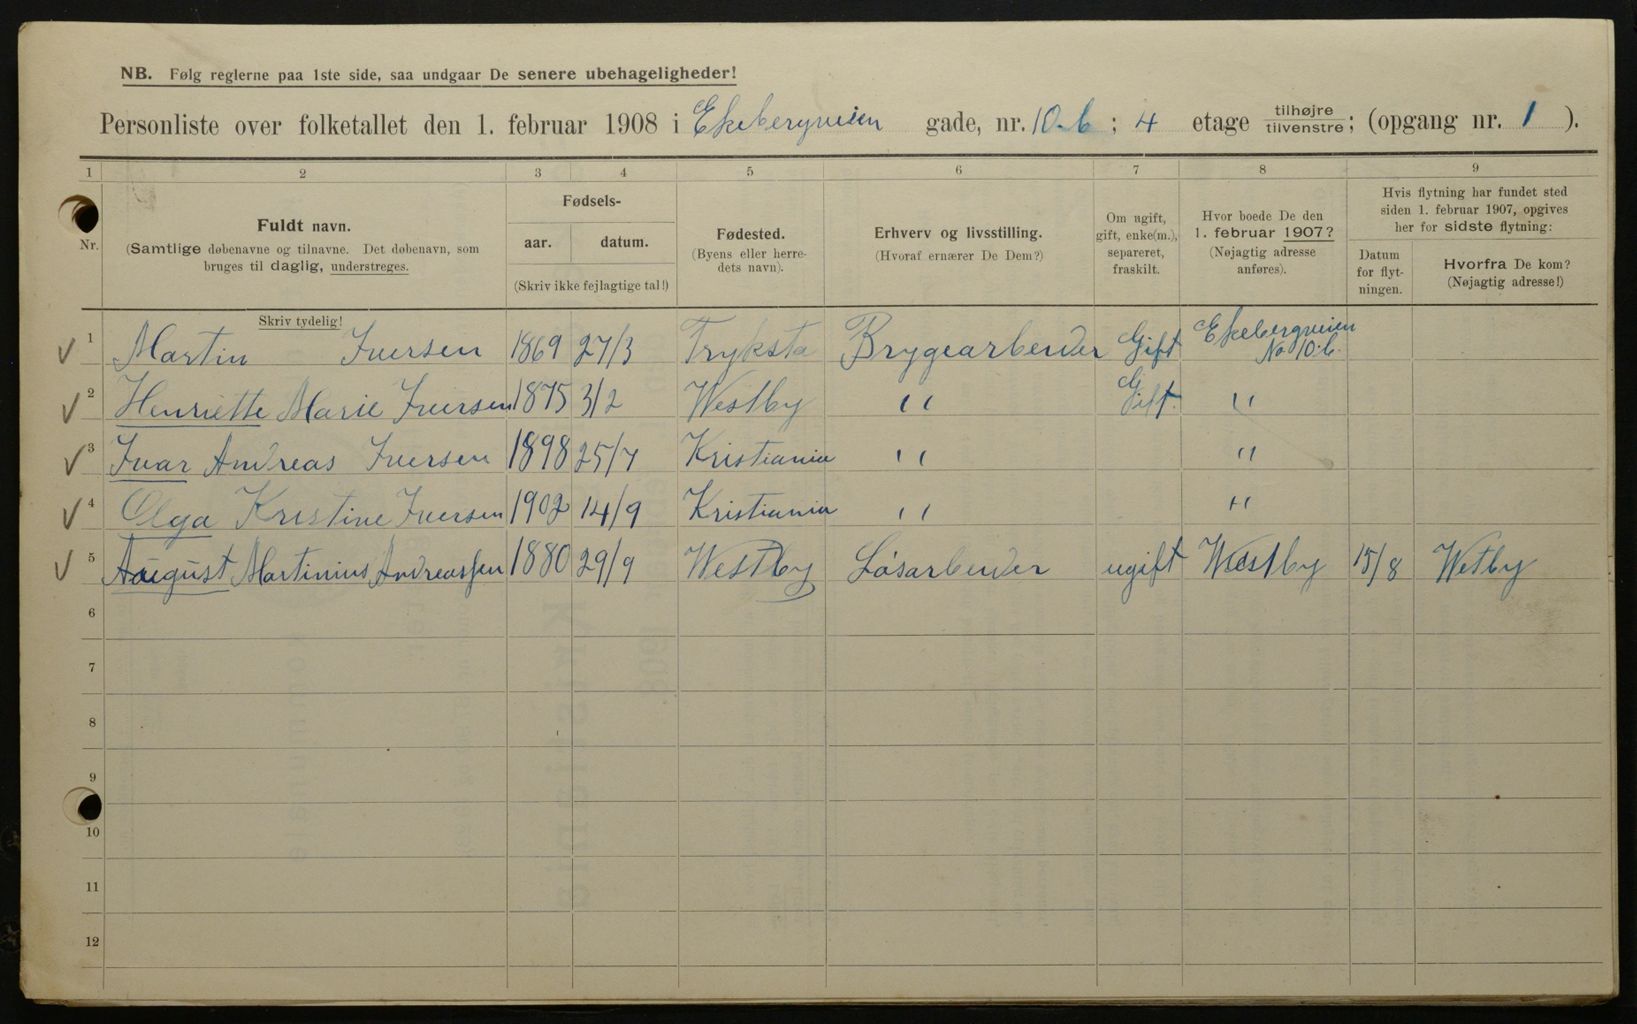 NB. Følg reglerne paa 1ste side, saa undgaar De senere ubehageligheder!
Personliste over folketallet den 1. februar 1908 i Ekebergveien gade, nr. 10.b ; 4 etage tilhøjre tilvenstre; (opgang nr. 1 ).
1 2 3 4 5 6 7 8 9
Nr. Fuldt navn. (Samtlige døbenavne og tilnavne. Det døbenavn, som bruges til daglig, understreges.)
Fødsels- aar. datum. (Skriv ikke fejlagtige tal!)
Fødested. (Byens eller herredets navn).
Erhverv og livsstilling. (Hvoraf ernærer De Dem?)
Om ugift, gift, enke(m.), separeret, fraskilt.
Hvor boede De den 1. februar 1907? (Nøjagtig adresse anføres).
Hvis flytning har fundet sted siden 1. februar 1907, opgives her for sidste flytning:
Datum for flytningen. Hvorfra De kom? (Nøjagtig adresse!)
Skriv tydelig!
1 Martin Iversen 1869 27/3 Tryksta Brygearbeider Gift Ekebergveien No 10.b.
2 Henriette Marie Iversen 1875 3/2 Westby " Gift. "
3 Ivar Andreas Iversen 1898 25/7 Kristiania " "
4 Olga Kristine Iversen 1902 14/9 Kristiania " "
5 August Martinius Andreassen 1880 29/9 Westby Løsarbeider ugift Westby 15/8 Wetby
6
7
8
9
10
11
12